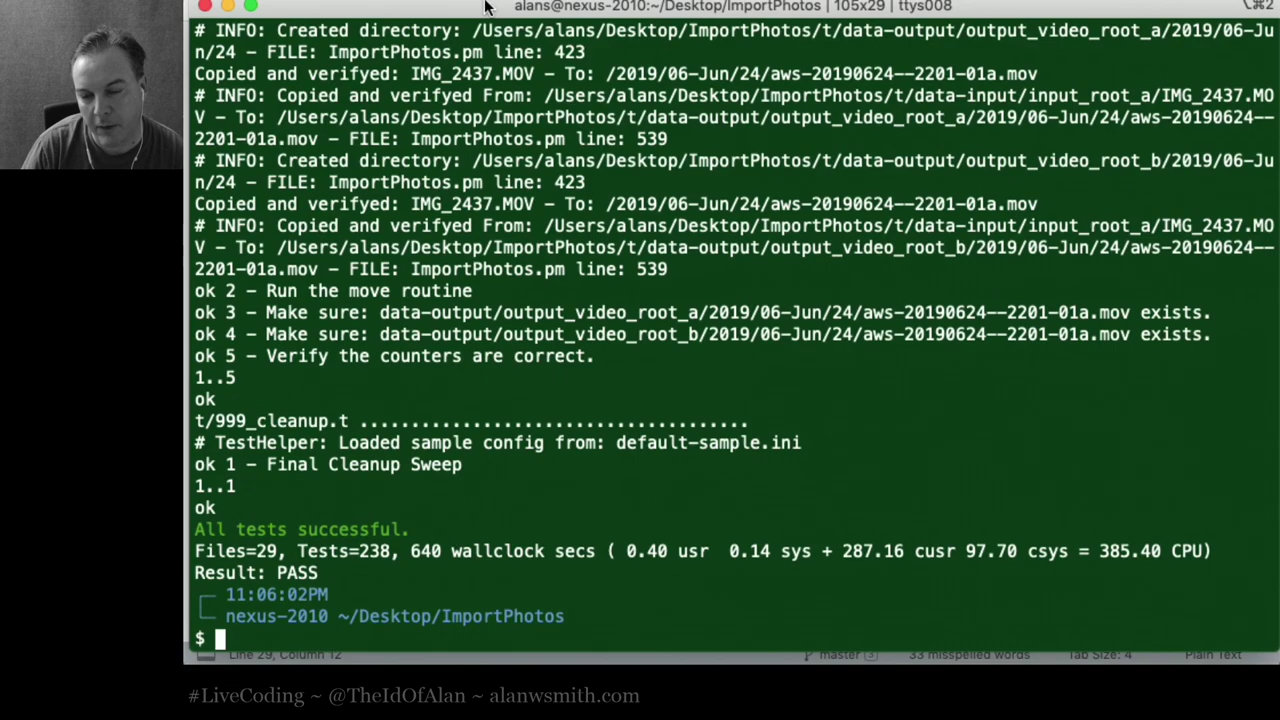 alans@nexus-2010:~/Desktop/ImportPhotos | 105x29 | ttys008
⌥⌘2
# INFO: Created directory: /Users/alans/Desktop/ImportPhotos/t/data-output/output_video_root_a/2019/06-Ju
n/24 – FILE: ImportPhotos.pm line: 423
Copied and verifyed: IMG_2437.MOV – To: /2019/06-Jun/24/aws-20190624--2201-01a.mov
# INFO: Copied and verifyed From: /Users/alans/Desktop/ImportPhotos/t/data-input/input_root_a/IMG_2437.MO
V – To: /Users/alans/Desktop/ImportPhotos/t/data-output/output_video_root_a/2019/06-Jun/24/aws-20190624--
2201-01a.mov – FILE: ImportPhotos.pm line: 539
# INFO: Created directory: /Users/alans/Desktop/ImportPhotos/t/data-output/output_video_root_b/2019/06-Ju
n/24 – FILE: ImportPhotos.pm line: 423
Copied and verifyed: IMG_2437.MOV – To: /2019/06-Jun/24/aws-20190624--2201-01a.mov
# INFO: Copied and verifyed From: /Users/alans/Desktop/ImportPhotos/t/data-input/input_root_a/IMG_2437.MO
V – To: /Users/alans/Desktop/ImportPhotos/t/data-output/output_video_root_b/2019/06-Jun/24/aws-20190624--
2201-01a.mov – FILE: ImportPhotos.pm line: 539
ok 2 – Run the move routine
ok 3 – Make sure: data-output/output_video_root_a/2019/06-Jun/24/aws-20190624--2201-01a.mov exists.
ok 4 – Make sure: data-output/output_video_root_b/2019/06-Jun/24/aws-20190624--2201-01a.mov exists.
ok 5 – Verify the counters are correct.
1..5
ok
t/999_cleanup.t ......................................
# TestHelper: Loaded sample config from: default-sample.ini
ok 1 – Final Cleanup Sweep
1..1
ok
All tests successful.
Files=29, Tests=238, 640 wallclock secs ( 0.40 usr  0.14 sys + 287.16 cusr 97.70 csys = 385.40 CPU)
Result: PASS
11:06:02PM
nexus-2010 ~/Desktop/ImportPhotos
$
Line 29, Column 12
master 3
33 misspelled words
Tab Size: 4
Plain Text
#LiveCoding ~ @TheIdOfAlan ~ alanwsmith.com